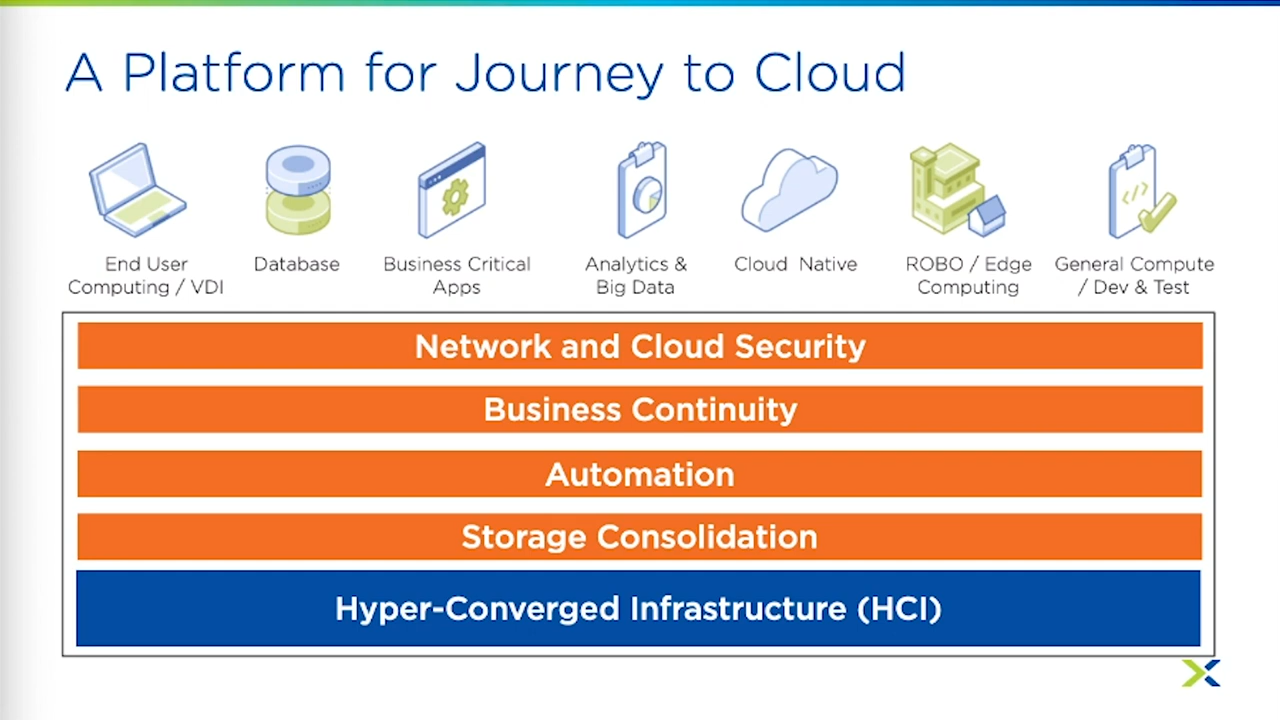 A Platform for Journey to Cloud
End User
Computing / VDI
Database
Business Critical
Apps
Analytics &
Big Data
Cloud Native
ROBO / Edge
Computing
General Compute
/ Dev & Test
Network and Cloud Security
Business Continuity
Automation
Storage Consolidation
Hyper-Converged Infrastructure (HCI)